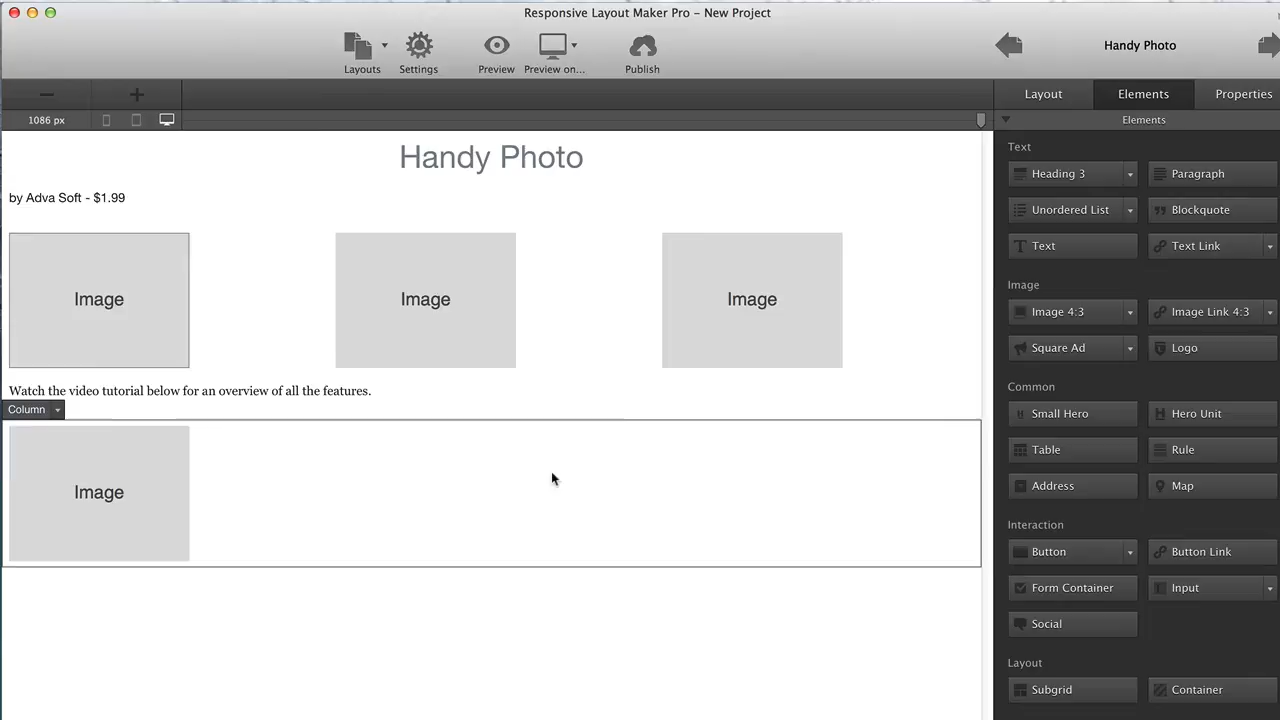 Responsive Layout Maker Pro - New Project
Layouts
Settings
Preview
Preview on...
Publish
Handy Photo
Layout
Elements
Properties
1086 px
Elements
Handy Photo
by Adva Soft - $1.99
Image
Image
Image
Watch the video tutorial below for an overview of all the features.
Column
Image
Text
Heading 3
Paragraph
Unordered List
Blockquote
Text
Text Link
Image
Image 4:3
Image Link 4:3
Square Ad
Logo
Common
Small Hero
Hero Unit
Table
Rule
Address
Map
Interaction
Button
Button Link
Form Container
Input
Social
Layout
Subgrid
Container